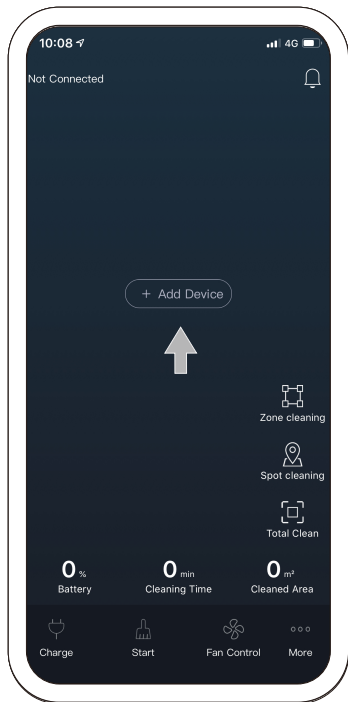 10:08 4G
Not Connected
+ Add Device
Zone cleaning
Spot cleaning
Total Clean
0 % 0 min 0 m²
Battery Cleaning Time Cleaned Area
Charge Start Fan Control More